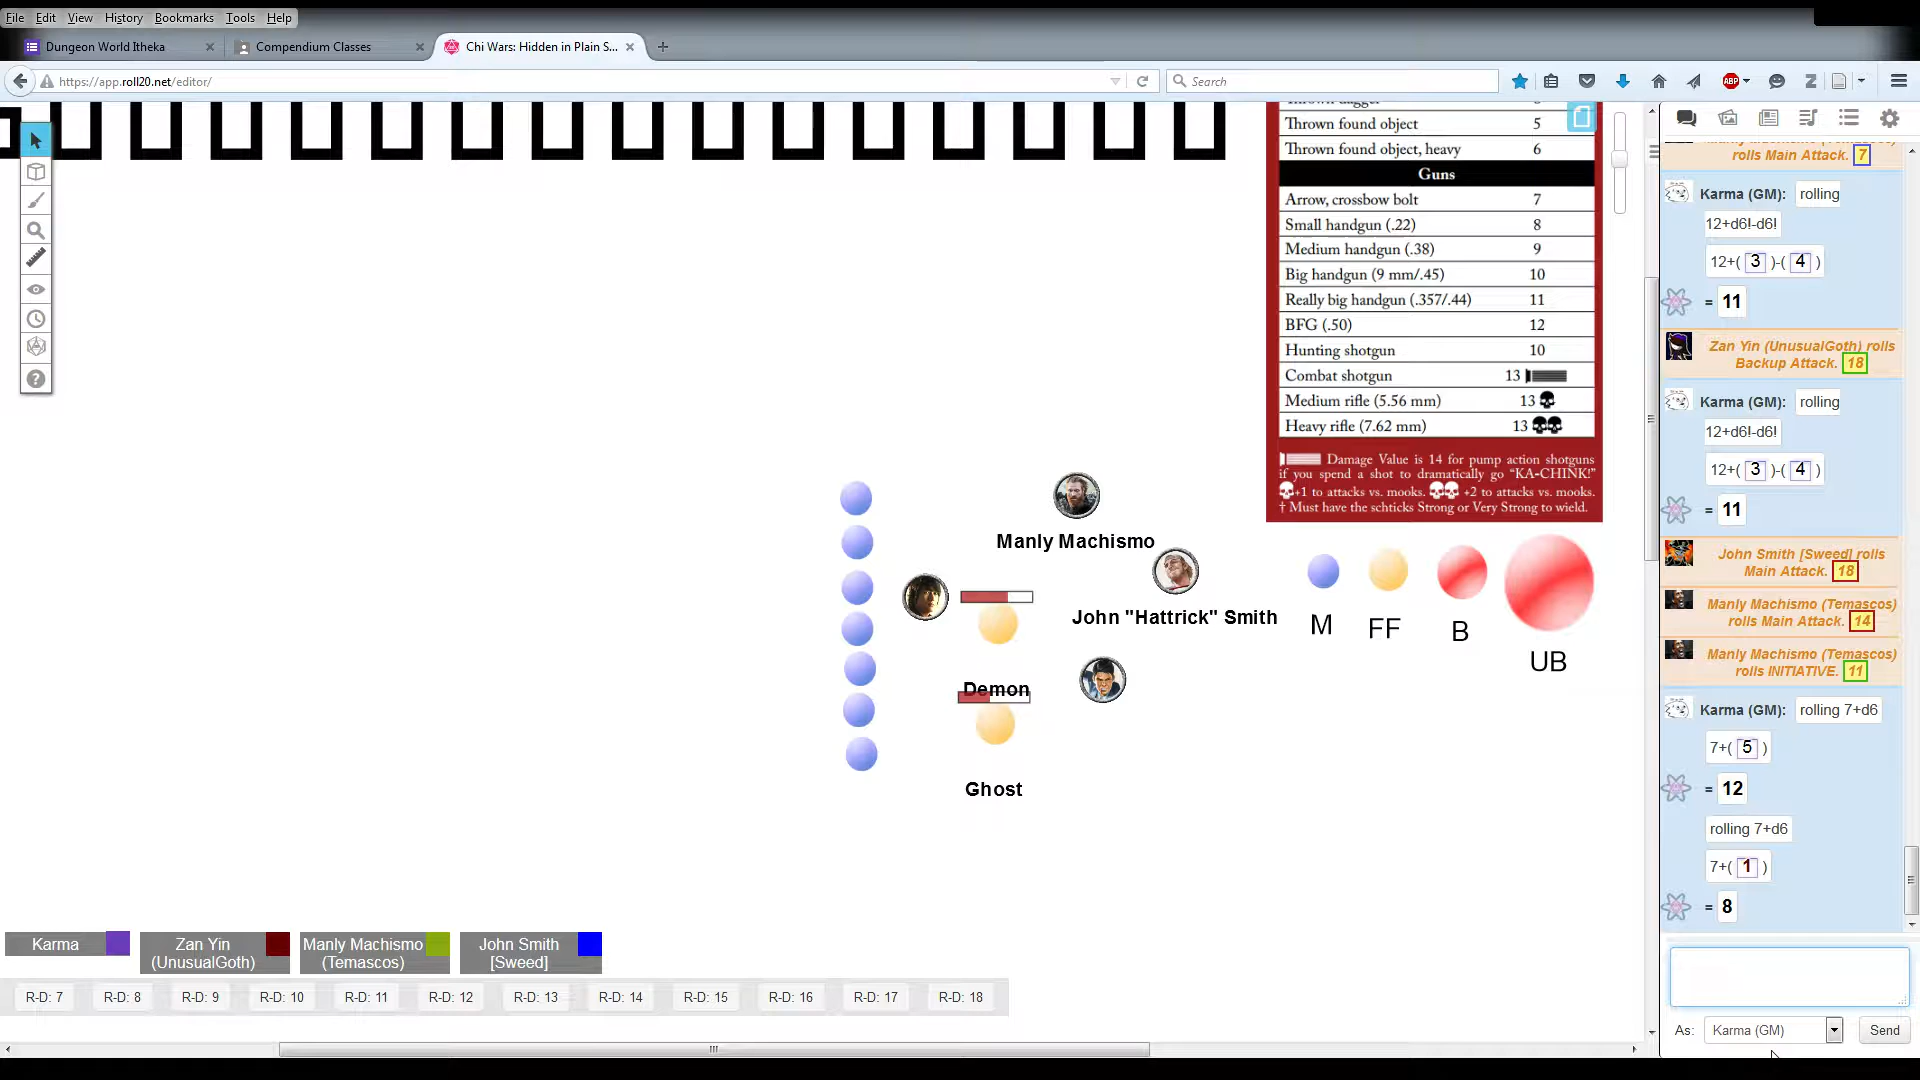 File Edit View History Bookmarks Tools Help
Dungeon World Itheka
Compendium Classes
Chi Wars: Hidden in Plain S...
https://app.roll20.net/editor/
Search
ABP
Thrown found object 5
Thrown found object, heavy 6
Guns
Arrow, crossbow bolt 7
Small handgun (.22) 8
Medium handgun (.38) 9
Big handgun (9 mm/.45) 10
Really big handgun (.357/.44) 11
BFG (.50) 12
Hunting shotgun 10
Combat shotgun 13
Medium rifle (5.56 mm) 13
Heavy rifle (7.62 mm) 13
Damage Value is 14 for pump action shotguns
if you spend a shot to dramatically go “KA-CHINK!”
+1 to attacks vs. mooks. +2 to attacks vs. mooks.
† Must have the schticks Strong or Very Strong to wield.
Manly Machismo
John "Hattrick" Smith
Demon
Ghost
M
FF
B
UB
rolls Main Attack. 7
Karma (GM): rolling
12+d6!-d6!
12+( 3 )-( 4 )
= 11
Zan Yin (UnusualGoth) rolls
Backup Attack. 18
Karma (GM): rolling
12+d6!-d6!
12+( 3 )-( 4 )
= 11
John Smith [Sweed] rolls
Main Attack. 18
Manly Machismo (Temascos)
rolls Main Attack. 14
Manly Machismo (Temascos)
rolls INITIATIVE. 11
Karma (GM): rolling 7+d6
7+( 5 )
= 12
rolling 7+d6
7+( 1 )
= 8
Karma
Zan Yin
(UnusualGoth)
Manly Machismo
(Temascos)
John Smith
[Sweed]
R-D: 7 R-D: 8 R-D: 9 R-D: 10 R-D: 11 R-D: 12 R-D: 13 R-D: 14 R-D: 15 R-D: 16 R-D: 17 R-D: 18
As: Karma (GM) Send